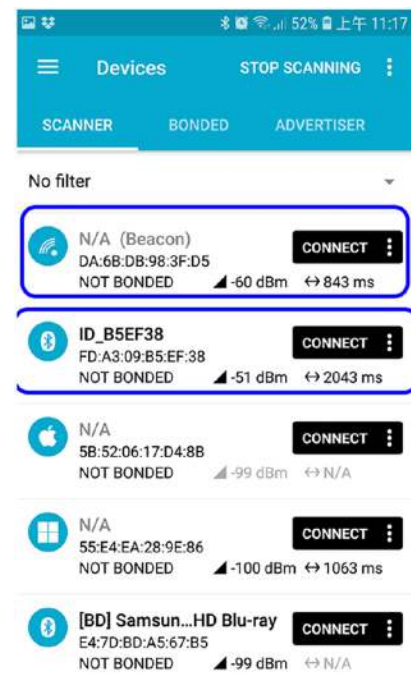 52% 上午 11:17
Devices STOP SCANNING
SCANNER BONDED ADVERTISER
No filter
N/A (Beacon)
DA:6B:DB:98:3F:D5
CONNECT
NOT BONDED -60 dBm ↔ 843 ms
ID_B5EF38
FD:A3:09:B5:EF:38
CONNECT
NOT BONDED -51 dBm ↔ 2043 ms
N/A
5B:52:06:17:D4:8B
CONNECT
NOT BONDED -99 dBm ↔ N/A
N/A
55:E4:EA:28:9E:86
CONNECT
NOT BONDED -100 dBm ↔ 1063 ms
[BD] Samsun...HD Blu-ray
E4:7D:BD:A5:67:B5
CONNECT
NOT BONDED -99 dBm ↔ N/A